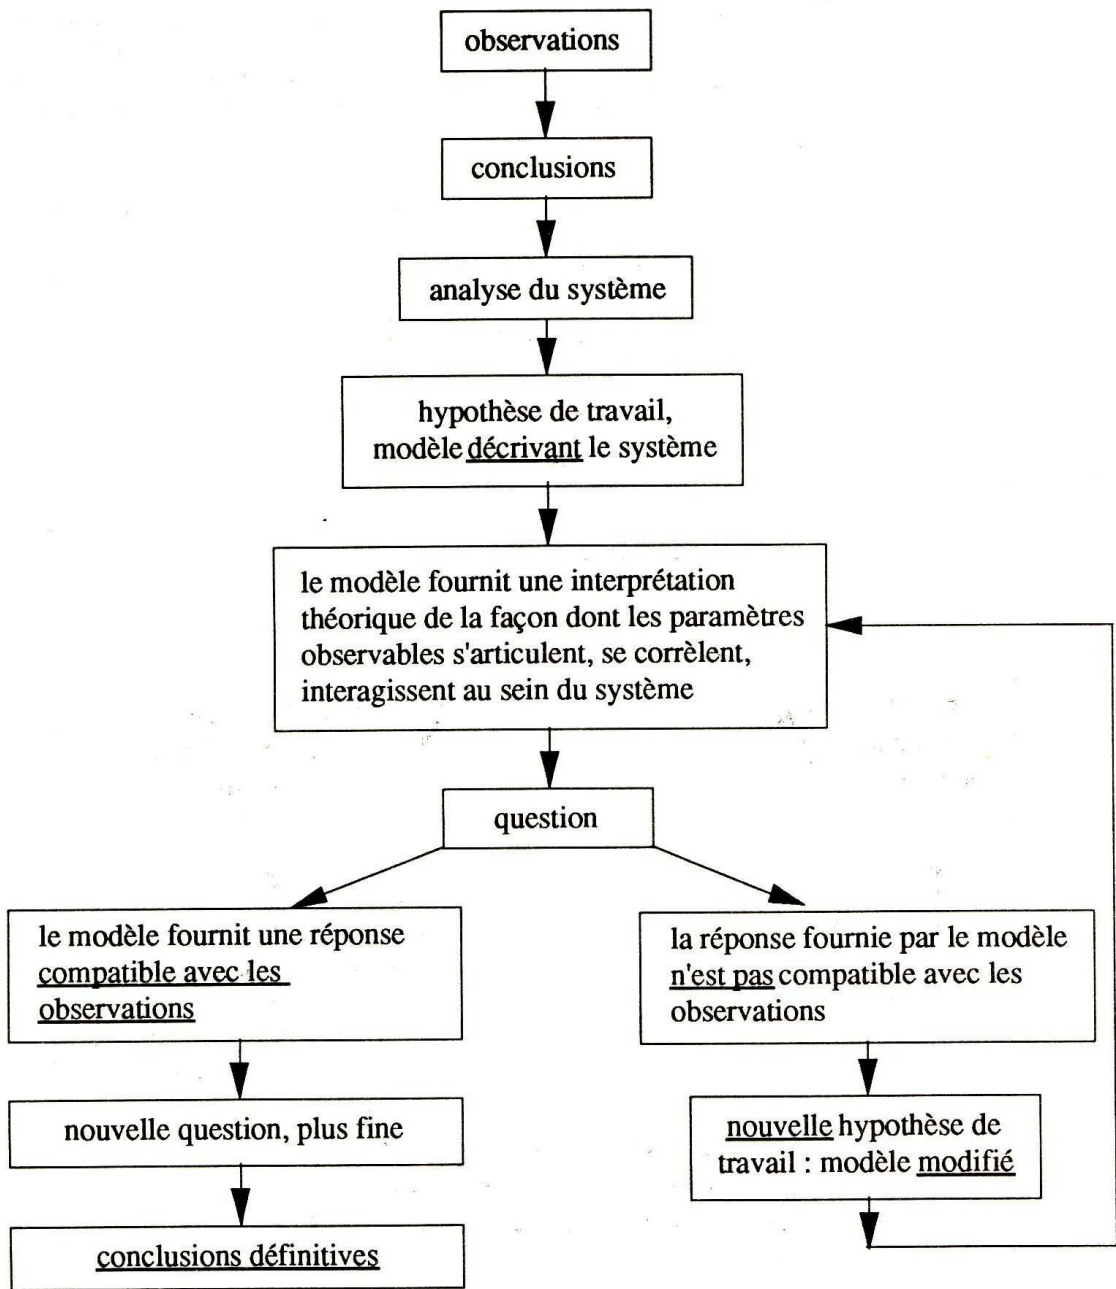 observations
conclusions
analyse du système
hypothèse de travail,
modèle décrivant le système
le modèle fournit une interprétation
théorique de la façon dont les paramètres
observables s'articulent, se corrèlent,
interagissent au sein du système
question
le modèle fournit une réponse
compatible avec les
observations
nouvelle question, plus fine
conclusions définitives
la réponse fournie par le modèle
n'est pas compatible avec les
observations
nouvelle hypothèse de
travail : modèle modifié